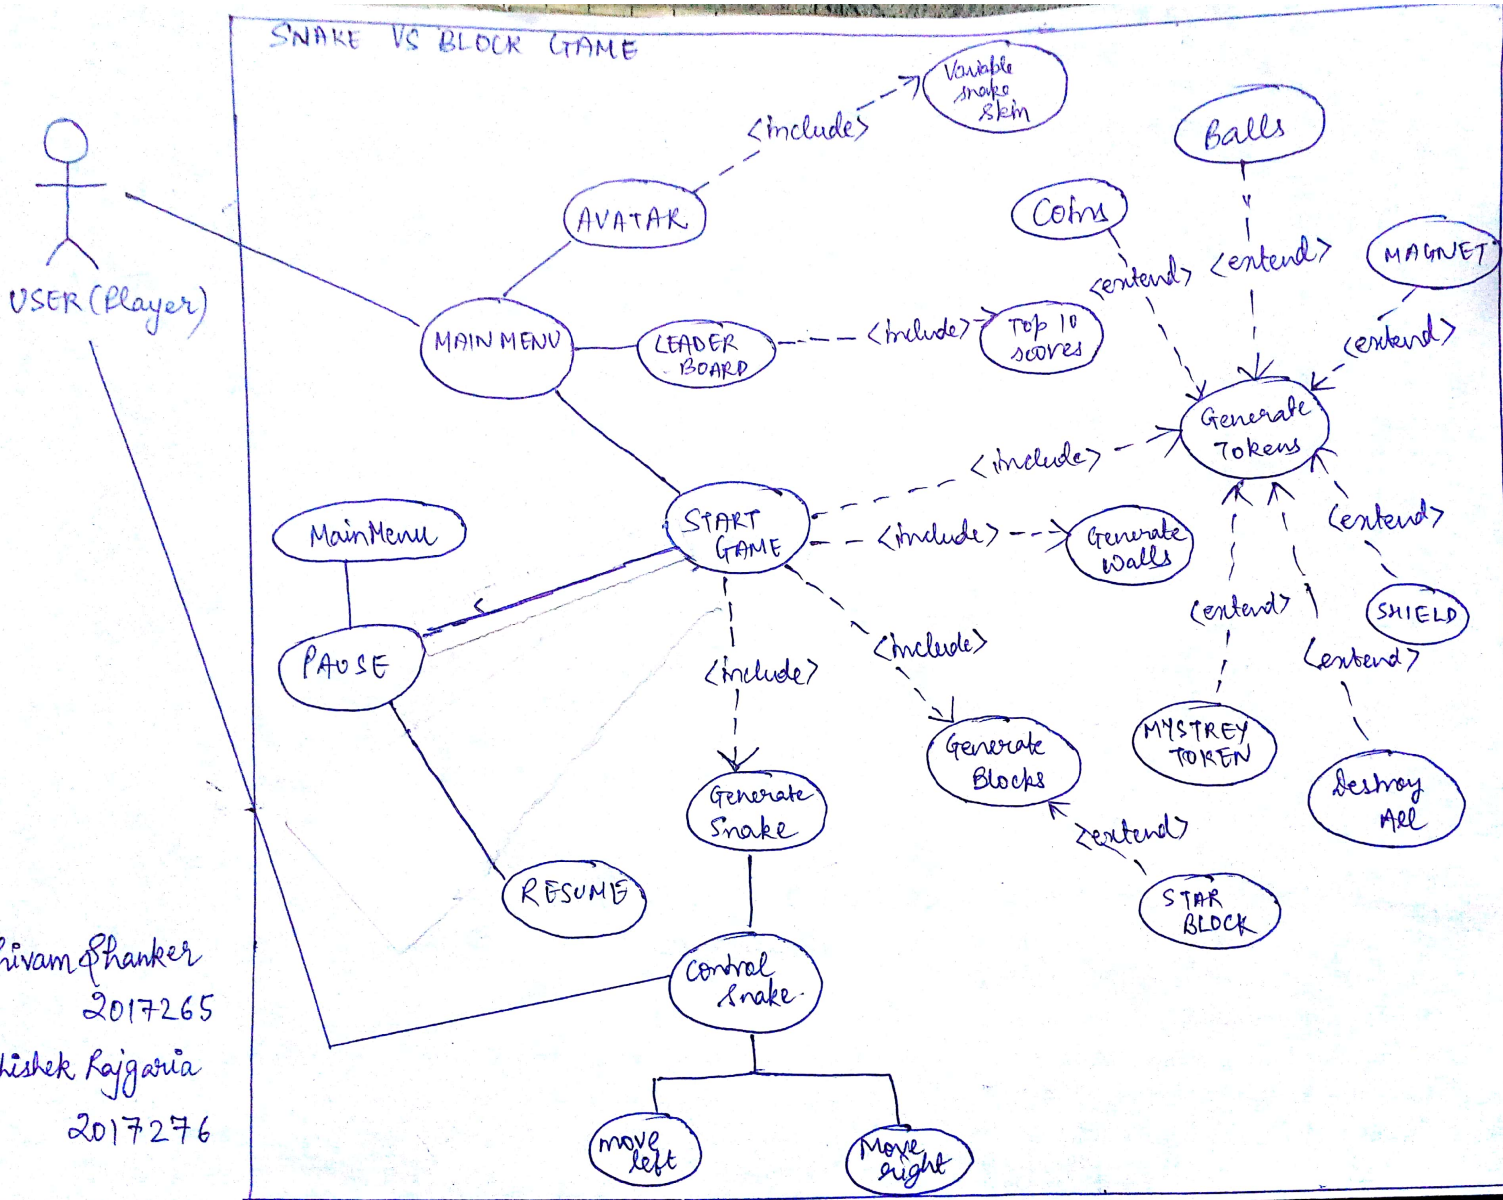 SNAKE VS BLOCK GAME
Variable
snake
skin
<include>
Balls
AVATAR
Coins
<extend>
<extend>
MAGNET
USER (Player)
MAIN MENU
LEADER
BOARD
<include>
Top 10
scores
<extend>
Generate
Tokens
<include>
START
GAME
<include>
Generate
walls
<extend>
MainMenu
<extend>
SHIELD
PAUSE
<include>
<include>
<extend>
Generate
Blocks
MYSTREY
TOKEN
Destroy
All
Generate
Snake
<extend>
RESUME
STAR
BLOCK
hivam Shanker
2017265
Control
Snake.
hishek Rajgaria
2017276
move
left
Move
right